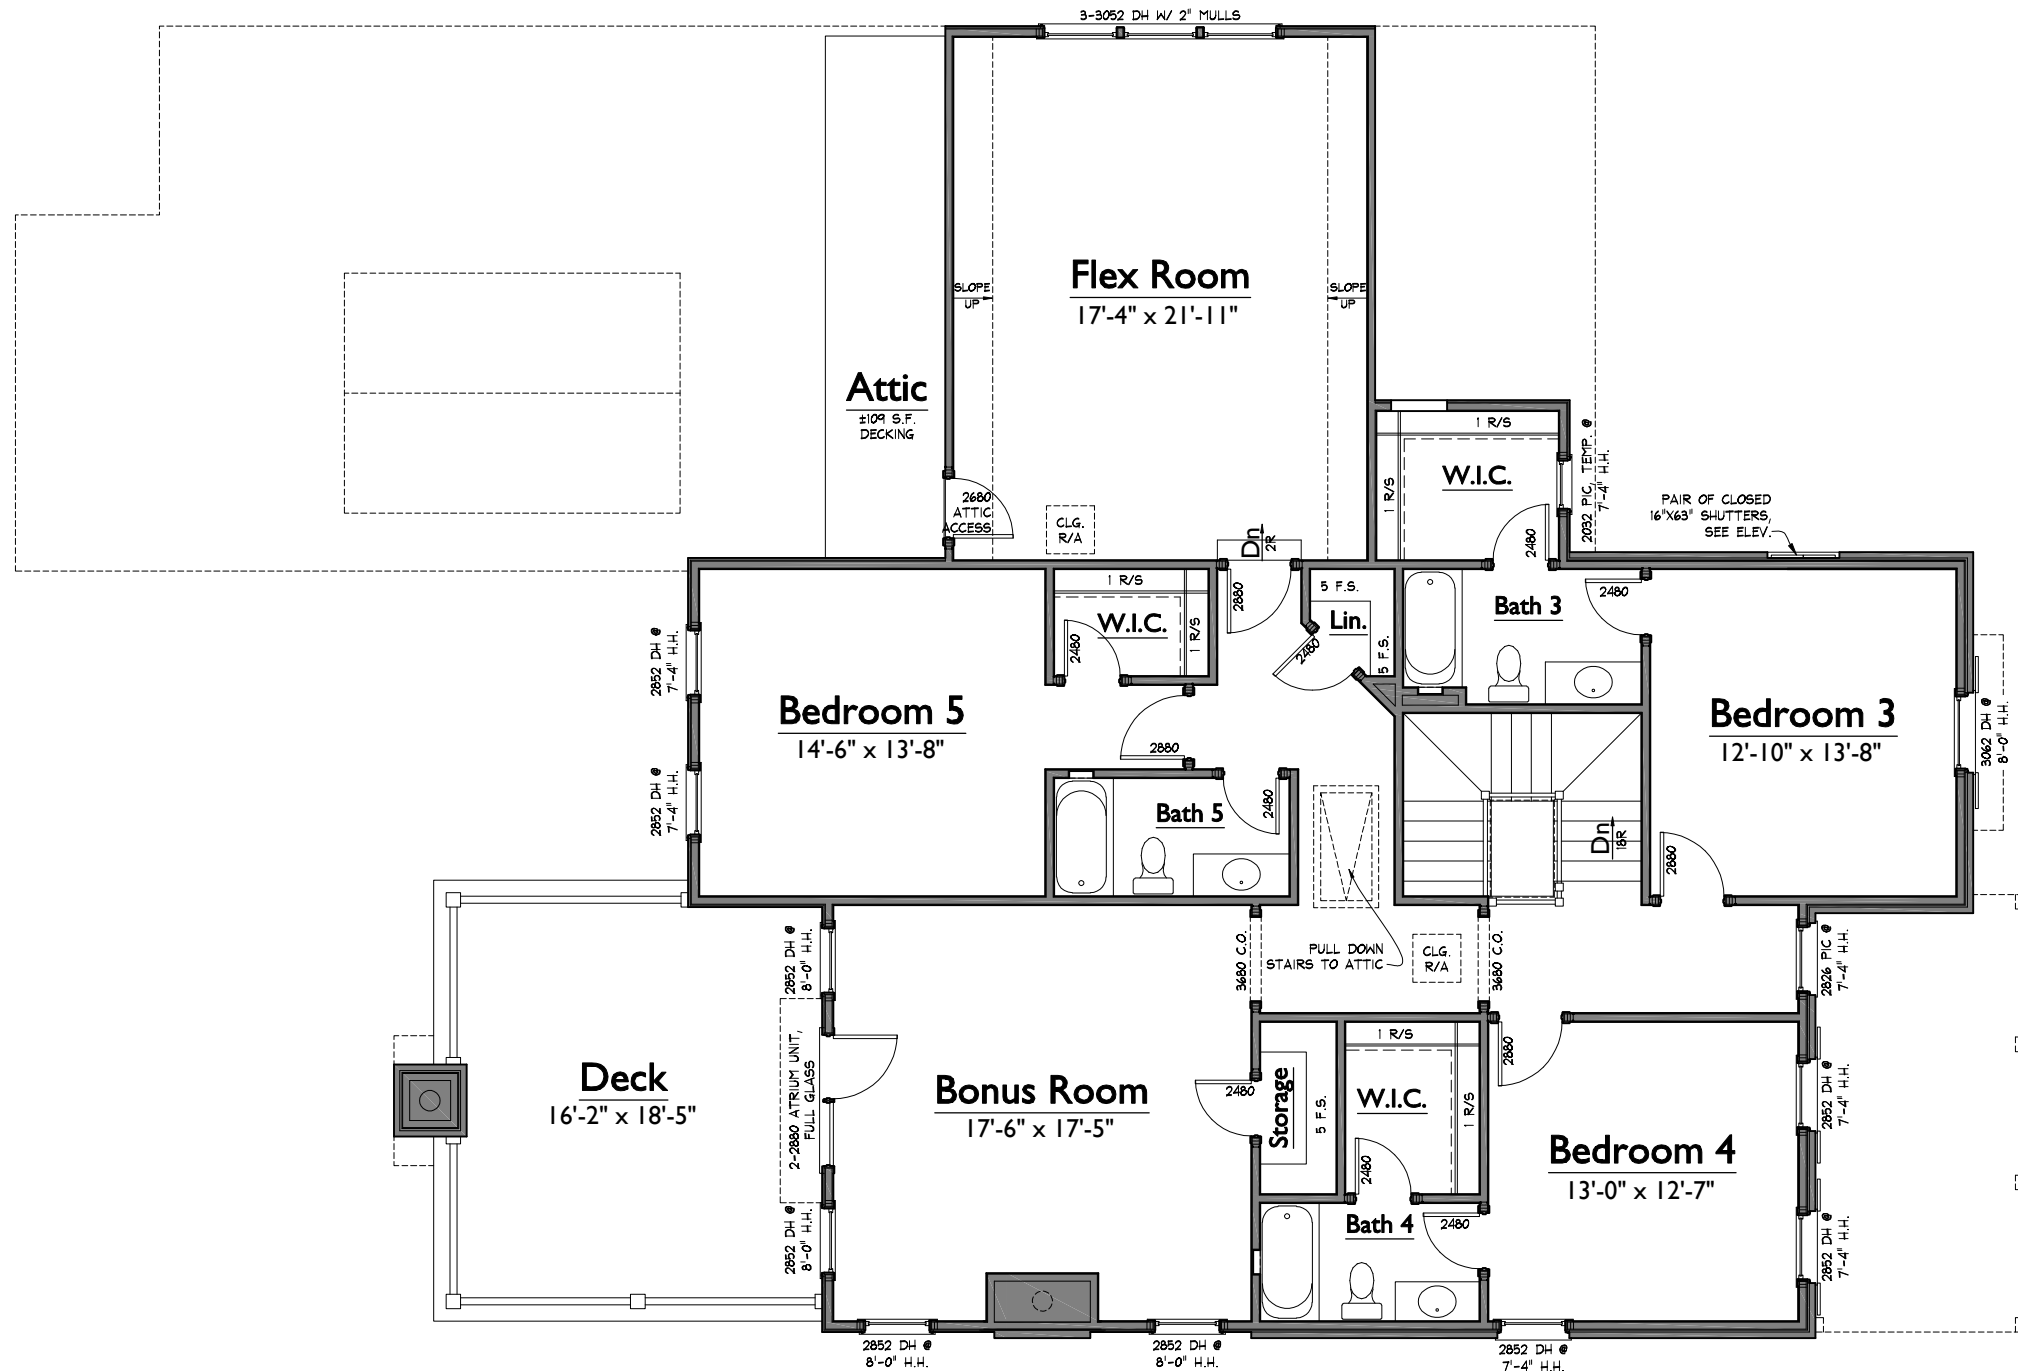 3-3052 DH W/ 2" MULLS
Flex Room
17'-4" x 21'-11"
SLOPE
UP
SLOPE
UP
Attic
±109 S.F.
DECKING
2680
ATTIC
ACCESS
CLG.
R/A
Dn
2R
1 R/S
1 R/S
W.I.C.
2480
2032 PIC, TEMP. @
7'-4" H.H.
PAIR OF CLOSED
16"X63" SHUTTERS,
SEE ELEV.
1 R/S
W.I.C.
1 R/S
2480
2880
5 F.S.
Lin.
5 F.S.
2480
Bath 3
2480
2852 DH @
7'-4" H.H.
2852 DH @
7'-4" H.H.
Bedroom 5
14'-6" x 13'-8"
2880
Bath 5
2480
Dn
18R
Bedroom 3
12'-10" x 13'-8"
2880
3062 DH @
8'-0" H.H.
2852 DH @
8'-0" H.H.
3680 C.O.
PULL DOWN
STAIRS TO ATTIC
CLG.
R/A
3680 C.O.
2826 PIC @
7'-4" H.H.
Deck
16'-2" x 18'-5"
2-2880 ATRIUM UNIT,
FULL GLASS
Bonus Room
17'-6" x 17'-5"
2480
Storage
5 F.S.
1 R/S
W.I.C.
1 R/S
2480
2880
Bedroom 4
13'-0" x 12'-7"
2852 DH @
7'-4" H.H.
2852 DH @
7'-4" H.H.
2852 DH @
8'-0" H.H.
Bath 4
2480
2852 DH @
8'-0" H.H.
2852 DH @
8'-0" H.H.
2852 DH @
7'-4" H.H.